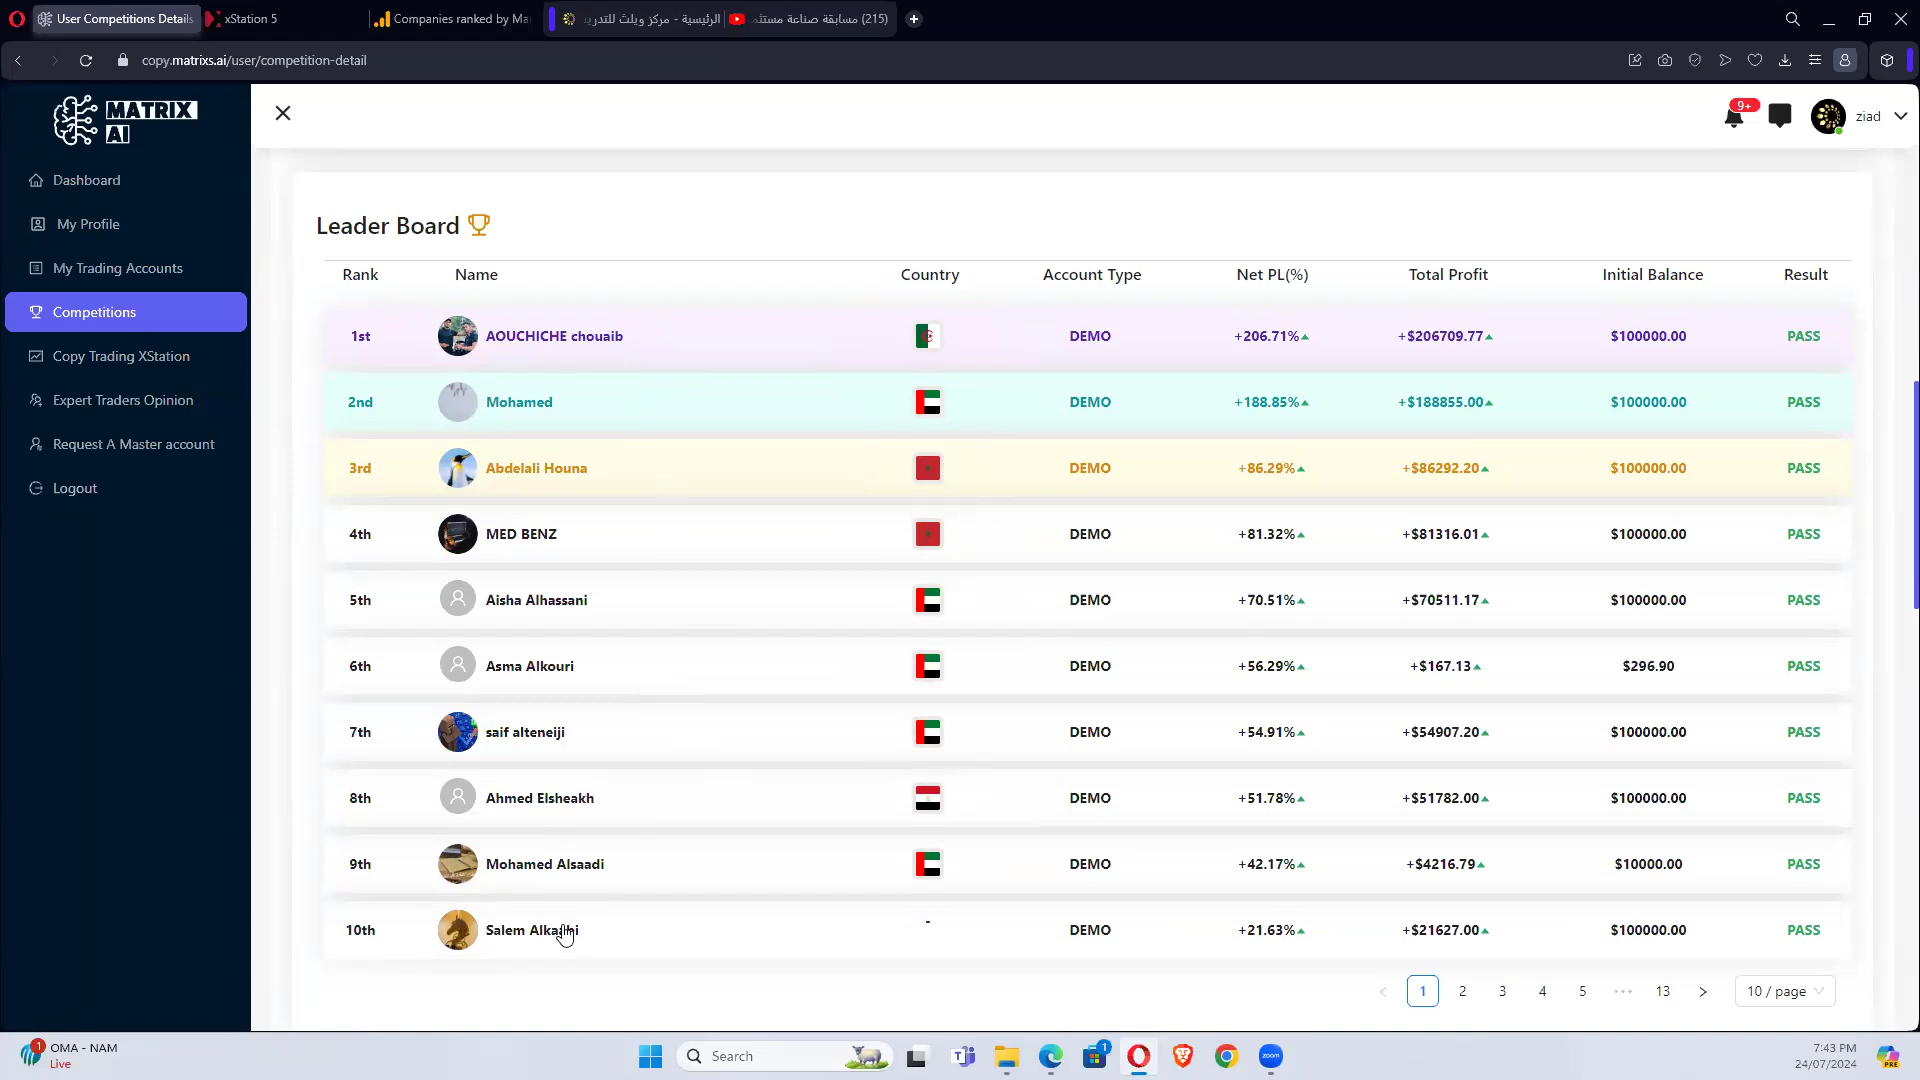 User Competitions Details
xStation 5
Companies ranked by Ma
الرئيسية - مركز ويلث للتدريب
(215) مسابقة صناعة مستثم
copy.matrixs.ai/user/competition-detail
MATRIX
AI
9+
ziad
Dashboard
My Profile
My Trading Accounts
Competitions
Copy Trading XStation
Expert Traders Opinion
Request A Master account
Logout
Leader Board
Rank Name Country Account Type Net PL(%) Total Profit Initial Balance Result
1st AOUCHICHE chouaib DEMO +206.71% +$206709.77 $100000.00 PASS
2nd Mohamed DEMO +188.85% +$188855.00 $100000.00 PASS
3rd Abdelali Houna DEMO +86.29% +$86292.20 $100000.00 PASS
4th MED BENZ DEMO +81.32% +$81316.01 $100000.00 PASS
5th Aisha Alhassani DEMO +70.51% +$70511.17 $100000.00 PASS
6th Asma Alkouri DEMO +56.29% +$167.13 $296.90 PASS
7th saif alteneiji DEMO +54.91% +$54907.20 $100000.00 PASS
8th Ahmed Elsheakh DEMO +51.78% +$51782.00 $100000.00 PASS
9th Mohamed Alsaadi DEMO +42.17% +$4216.79 $10000.00 PASS
10th Salem - DEMO +21.63% +$21627.00 $100000.00 PASS
< 1 2 3 4 5 ••• 13 > 10 / page
1
OMA - NAM
Live
Search
1
zoom
7:43 PM
24/07/2024
PRE